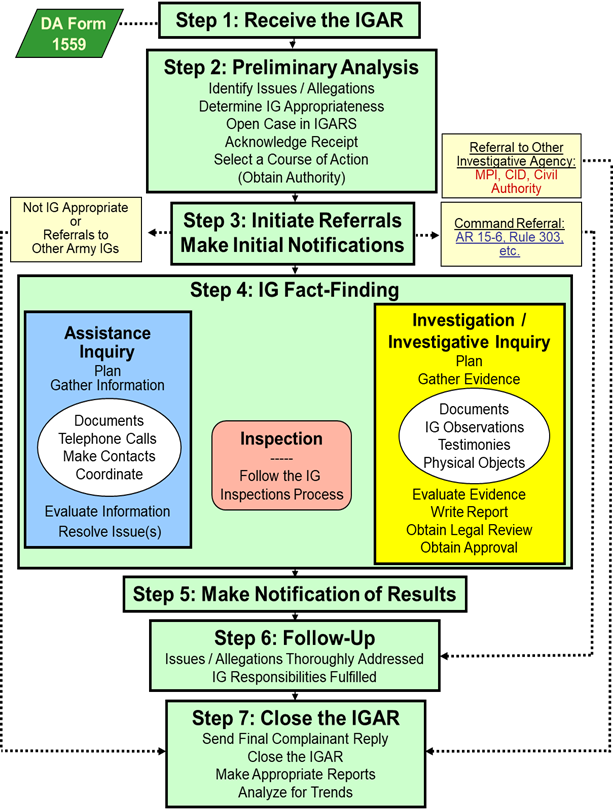 DA Form
1559
Step 1: Receive the IGAR
Step 2: Preliminary Analysis
Identify Issues / Allegations
Determine IG Appropriateness
Open Case in IGARS
Acknowledge Receipt
Select a Course of Action
(Obtain Authority)
Referral to Other
Investigative Agency:
MPI, CID, Civil
Authority
Not IG Appropriate
or
Referrals to
Other Army IGs
Step 3: Initiate Referrals
Make Initial Notifications
Command Referral:
AR 15-6, Rule 303,
etc.
Step 4: IG Fact-Finding
Assistance
Inquiry
Plan
Gather Information
Documents
Telephone Calls
Make Contacts
Coordinate
Evaluate Information
Resolve Issue(s)
Inspection
-----
Follow the IG
Inspections Process
Investigation /
Investigative Inquiry
Plan
Gather Evidence
Documents
IG Observations
Testimonies
Physical Objects
Evaluate Evidence
Write Report
Obtain Legal Review
Obtain Approval
Step 5: Make Notification of Results
Step 6: Follow-Up
Issues / Allegations Thoroughly Addressed
IG Responsibilities Fulfilled
Step 7: Close the IGAR
Send Final Complainant Reply
Close the IGAR
Make Appropriate Reports
Analyze for Trends